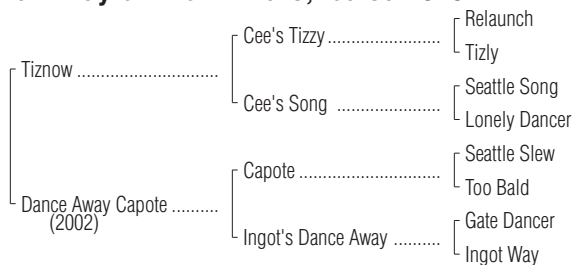 Relaunch
Cee's Tizzy ........................
Tizly
Tiznow ..............................
Seattle Song
Cee's Song ......................
Lonely Dancer
Seattle Slew
Capote ..............................
Too Bald
Dance Away Capote ..........
(2002)
Gate Dancer
Ingot's Dance Away ..........
Ingot Way